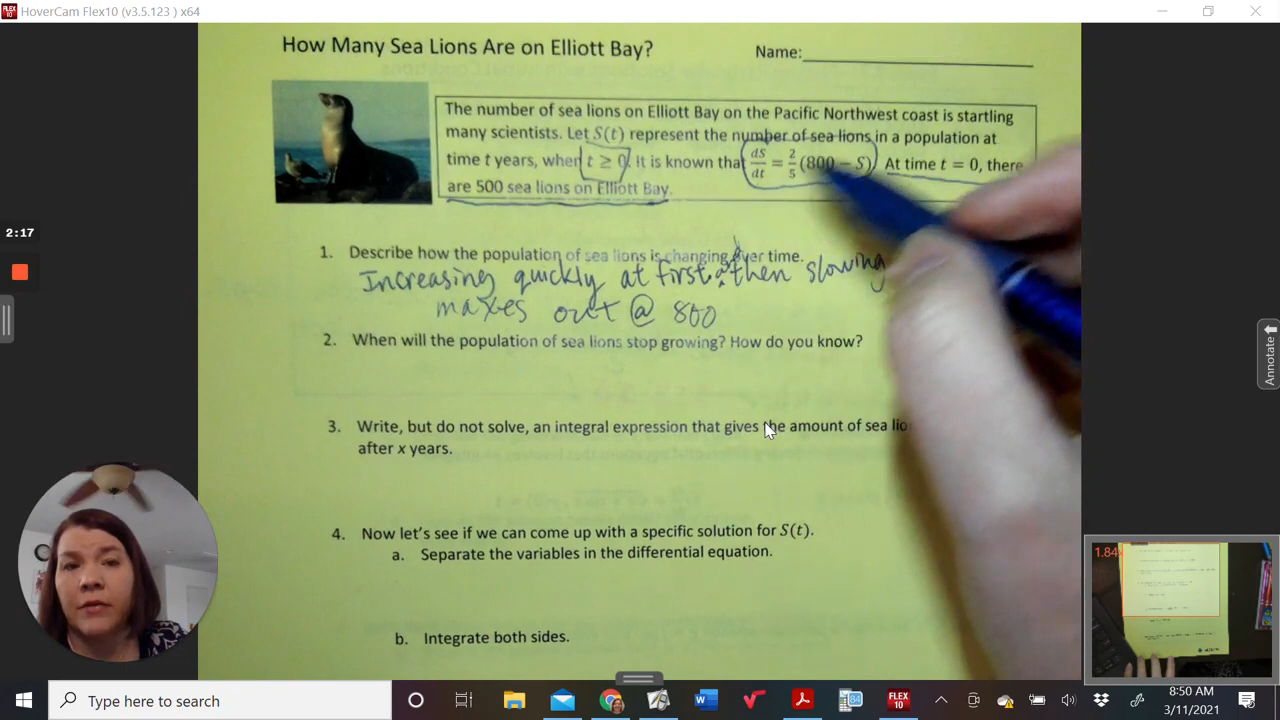 HoverCam Flex10 (v3.5.123 ) x64
How Many Sea Lions Are on Elliott Bay?
Name:
The number of sea lions on Elliott Bay on the Pacific Northwest coast is startling
many scientists. Let S(t) represent the number of sea lions in a population at
time t years, when t ≥ 0. It is known that dS/dt = 2/5 (800 − S). At time t = 0, there
are 500 sea lions on Elliott Bay.
2:17
1. Describe how the population of sea lions is changing over time.
Increasing quickly at first & then slowing
maxes out @ 800
2. When will the population of sea lions stop growing? How do you know?
3. Write, but do not solve, an integral expression that gives the amount of sea lio
after x years.
4. Now let's see if we can come up with a specific solution for S(t).
a. Separate the variables in the differential equation.
b. Integrate both sides.
Annotate
1.84x
Type here to search
FLEX
10
8:50 AM
3/11/2021